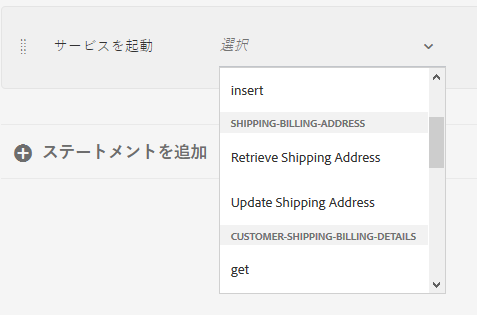 サービスを起動 選択
insert
SHIPPING-BILLING-ADDRESS
ステートメントを追加
Retrieve Shipping Address
Update Shipping Address
CUSTOMER-SHIPPING-BILLING-DETAILS
get